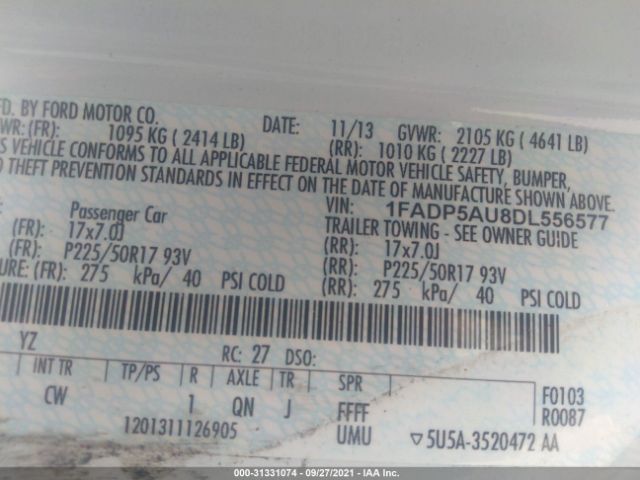 FD. BY FORD MOTOR CO.
DATE: 11/13 GVWR: 2105 KG ( 4641 LB)
WR: (FR): 1095 KG ( 2414 LB) (RR): 1010 KG ( 2227 LB)
S VEHICLE CONFORMS TO ALL APPLICABLE FEDERAL MOTOR VEHICLE SAFETY, BUMPER,
D THEFT PREVENTION STANDARDS IN EFFECT ON THE DATE OF MANUFACTURE SHOWN ABOVE.
VIN: 1FADP5AU8DL556577
Passenger Car TRAILER TOWING - SEE OWNER GUIDE
(FR): 17x7.0J (RR): 17x7.0J
(FR): P225/50R17 93V (RR): P225/50R17 93V
URE: (FR): 275 kPa/ 40 PSI COLD (RR): 275 kPa/ 40 PSI COLD
YZ RC: 27 DSO:
INT TR TP/PS R AXLE TR SPR
CW 1 QN J FFFF F0103
R0087
1201311126905 UMU ▽5U5A-3520472 AA
000-31331074 - 09/27/2021 - IAA Inc.